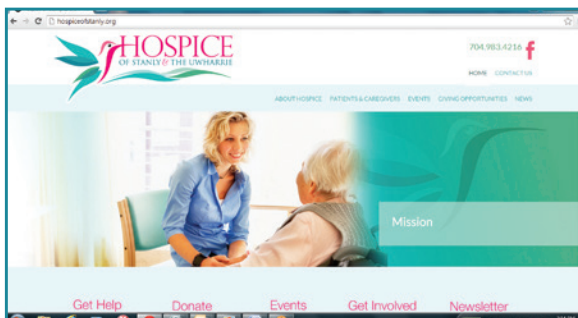 hospiceofstanly.org
HOSPICE
OF STANLY & THE UWHARRIE
704.983.4216 f
HOME CONTACT US
ABOUT HOSPICE PATIENTS & CAREGIVERS EVENTS GIVING OPPORTUNITIES NEWS
Mission
Get Help Donate Events Get Involved Newsletter